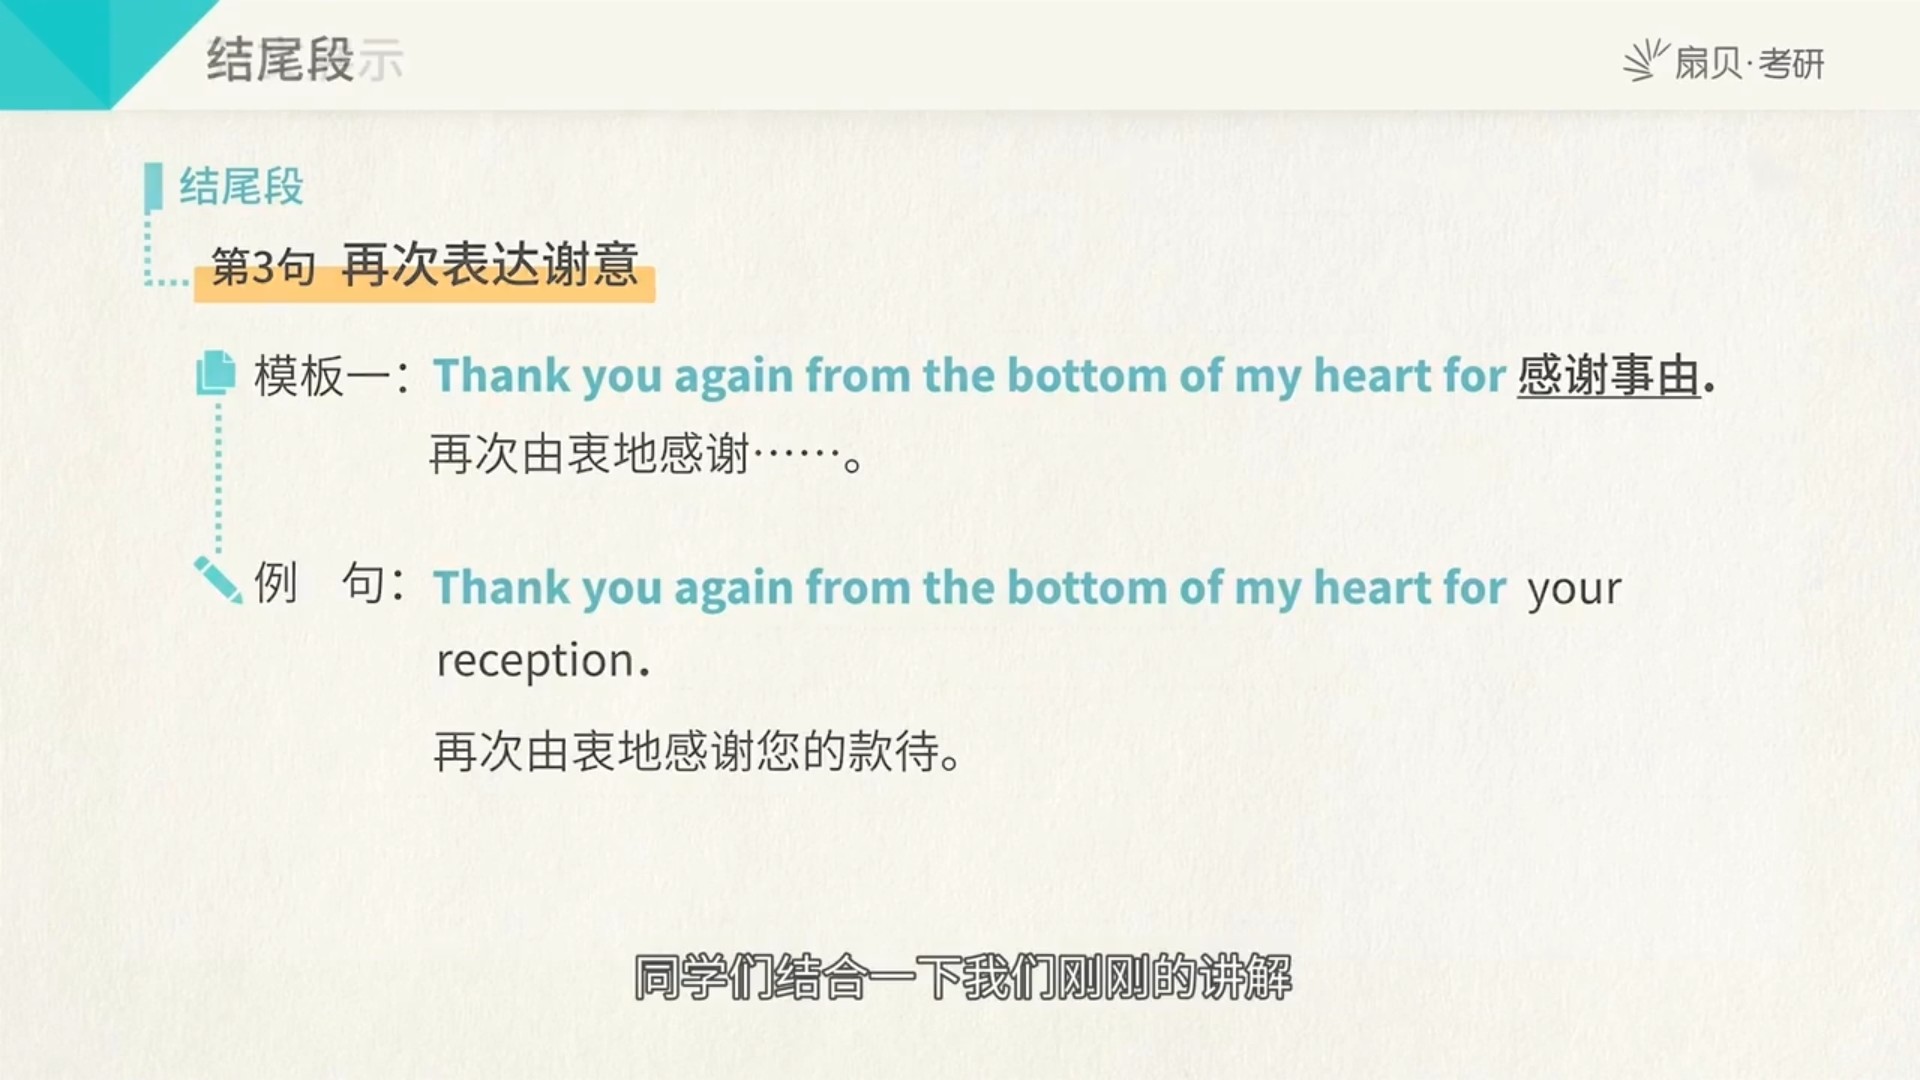 结尾段示
扇贝·考研
结尾段
第3句 再次表达谢意
模板一：Thank you again from the bottom of my heart for 感谢事由.
再次由衷地感谢……。
例 句：Thank you again from the bottom of my heart for your
reception.
再次由衷地感谢您的款待。
同学们结合一下我们刚刚的讲解